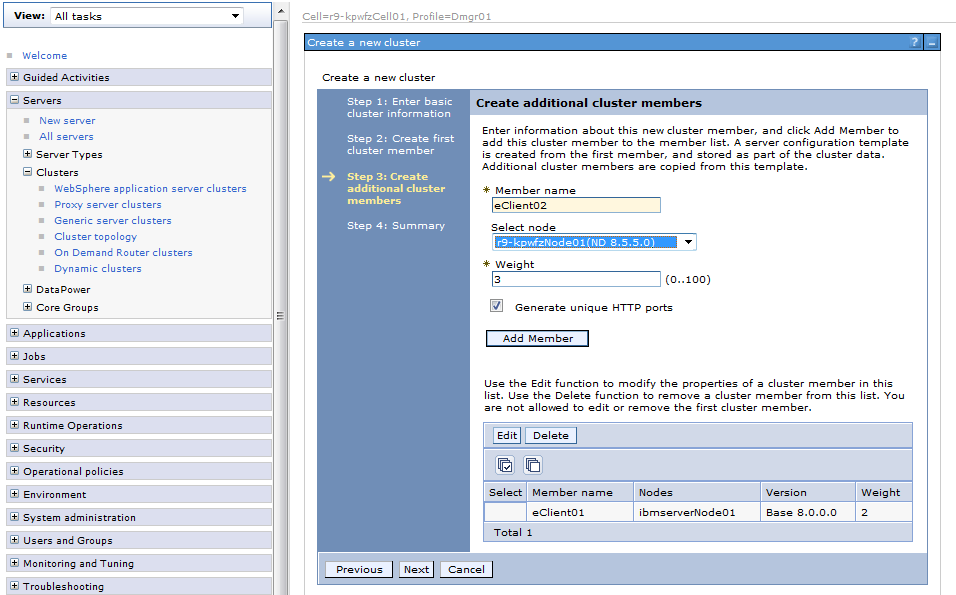 View: All tasks
Welcome
Guided Activities
Servers
New server
All servers
Server Types
Clusters
WebSphere application server clusters
Proxy server clusters
Generic server clusters
Cluster topology
On Demand Router clusters
Dynamic clusters
DataPower
Core Groups
Applications
Jobs
Services
Resources
Runtime Operations
Security
Operational policies
Environment
System administration
Users and Groups
Monitoring and Tuning
Troubleshooting
Cell=r9-kpwfzCell01, Profile=Dmgr01
Create a new cluster ? _
Create a new cluster
Step 1: Enter basic
cluster information
Step 2: Create first
cluster member
Step 3: Create
additional cluster
members
Step 4: Summary
Create additional cluster members
Enter information about this new cluster member, and click Add Member to
add this cluster member to the member list. A server configuration template
is created from the first member, and stored as part of the cluster data.
Additional cluster members are copied from this template.
* Member name
eClient02
Select node
r9-kpwfzNode01(ND 8.5.5.0)
* Weight
3 (0..100)
Generate unique HTTP ports
Add Member
Use the Edit function to modify the properties of a cluster member in this
list. Use the Delete function to remove a cluster member from this list. You
are not allowed to edit or remove the first cluster member.
Edit Delete
Select Member name Nodes Version Weight
eClient01 ibmserverNode01 Base 8.0.0.0 2
Total 1
Previous Next Cancel